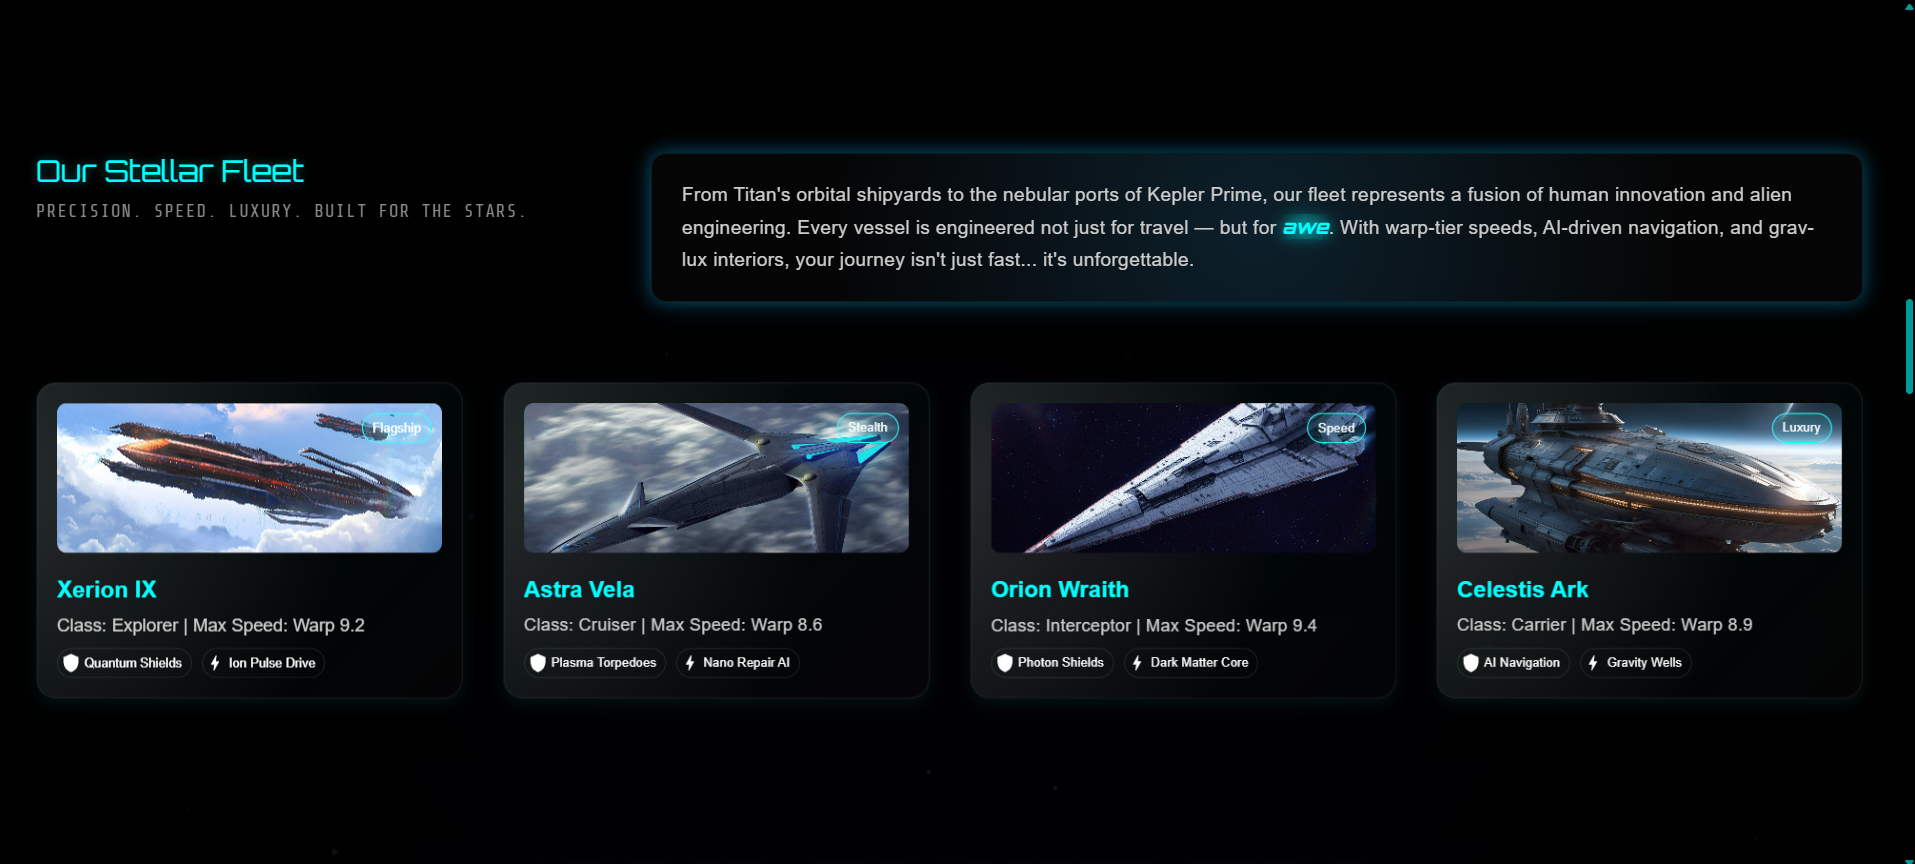 Our Stellar Fleet
PRECISION. SPEED. LUXURY. BUILT FOR THE STARS.
From Titan's orbital shipyards to the nebular ports of Kepler Prime, our fleet represents a fusion of human innovation and alien
engineering. Every vessel is engineered not just for travel — but for awe. With warp-tier speeds, AI-driven navigation, and grav-
lux interiors, your journey isn't just fast... it's unforgettable.
Flagship
Xerion IX
Class: Explorer | Max Speed: Warp 9.2
Quantum Shields
Ion Pulse Drive
Stealth
Astra Vela
Class: Cruiser | Max Speed: Warp 8.6
Plasma Torpedoes
Nano Repair AI
Speed
Orion Wraith
Class: Interceptor | Max Speed: Warp 9.4
Photon Shields
Dark Matter Core
Luxury
Celestis Ark
Class: Carrier | Max Speed: Warp 8.9
AI Navigation
Gravity Wells